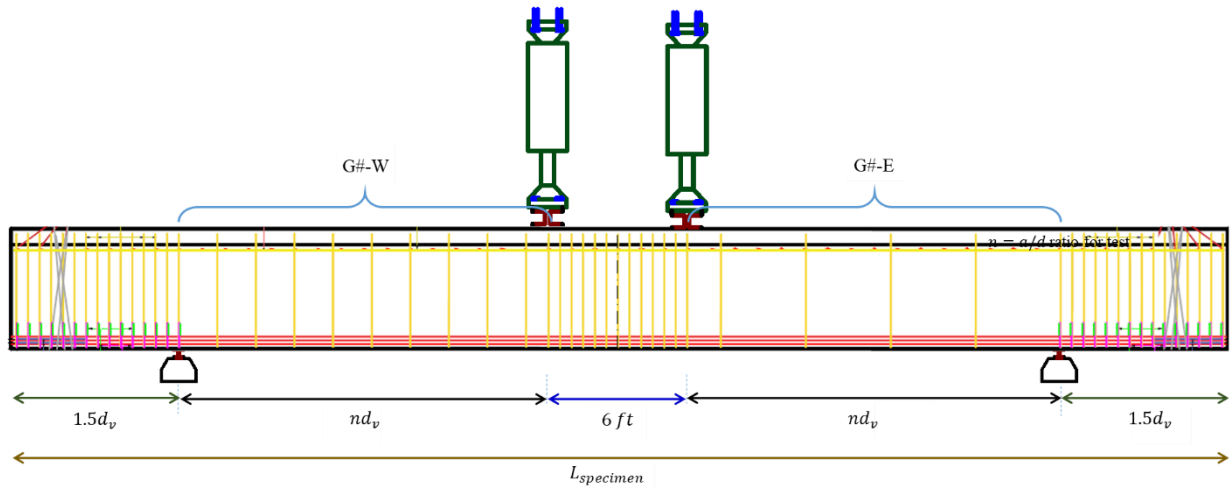 G#-W
G#-E
n = a/d ratio for test
1.5d_v
nd_v
6 ft
nd_v
1.5d_v
L_specimen